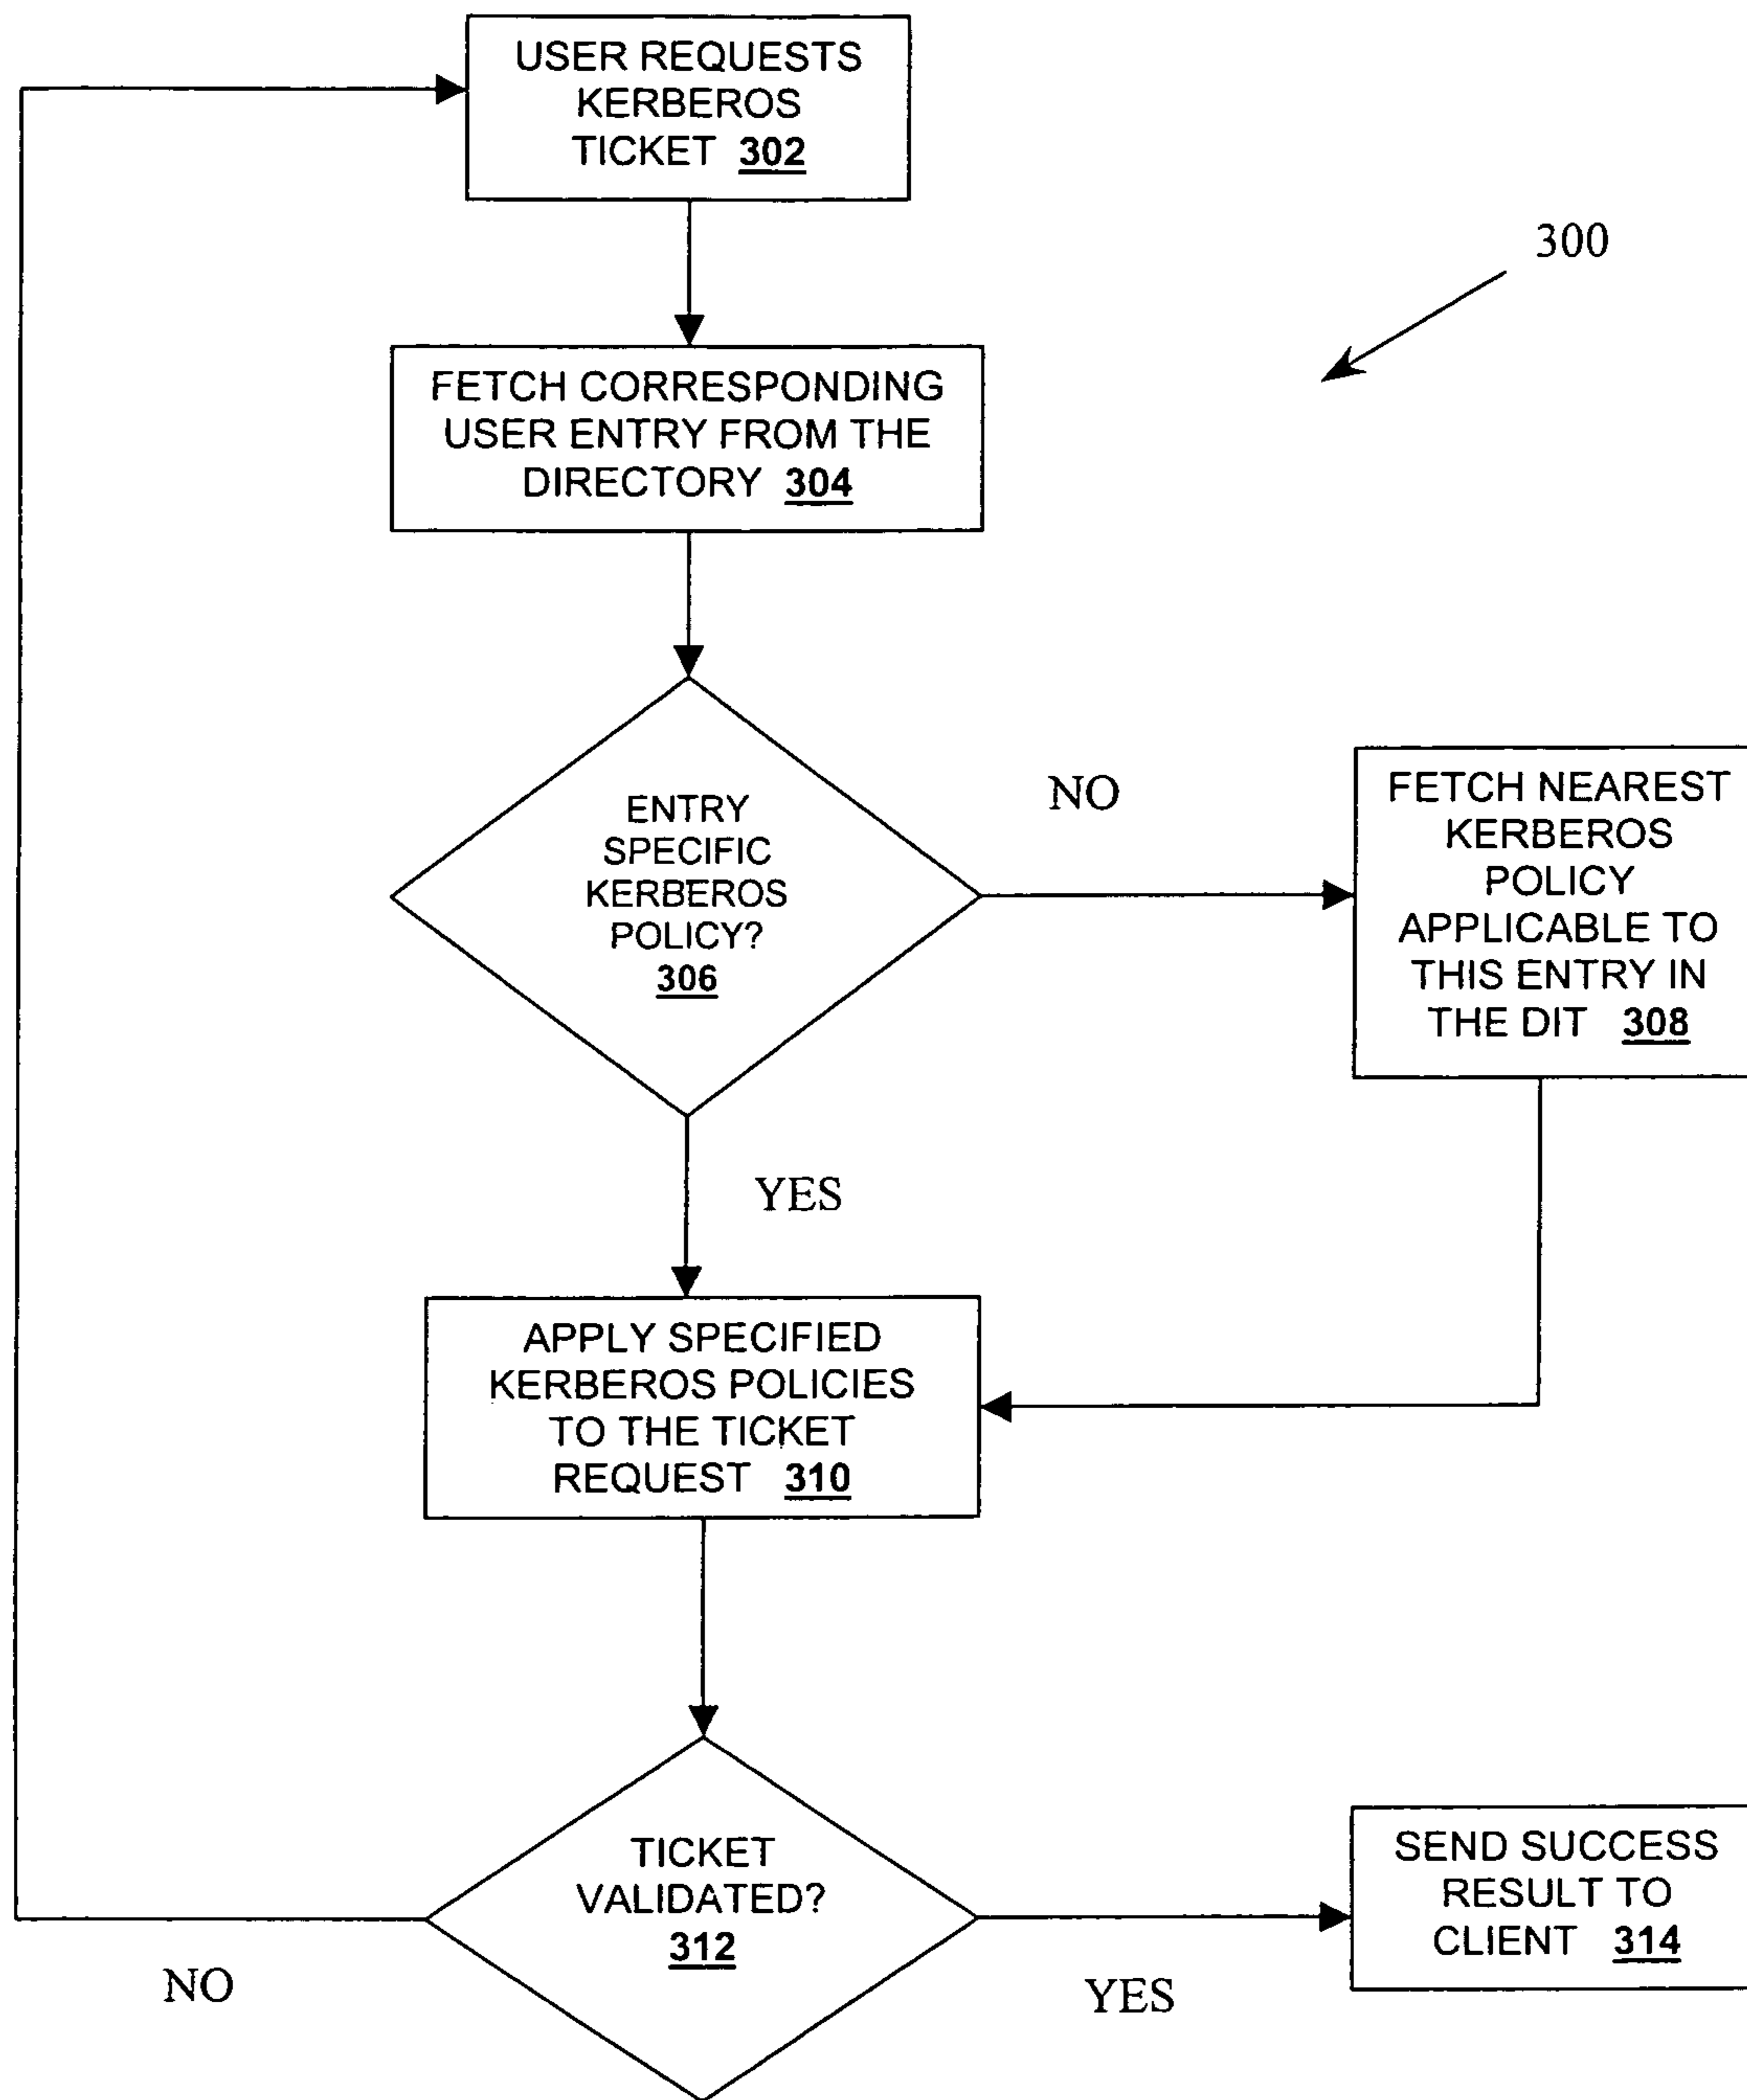 USER REQUESTS
KERBEROS
TICKET 302
300
FETCH CORRESPONDING
USER ENTRY FROM THE
DIRECTORY 304
ENTRY
SPECIFIC
KERBEROS
POLICY?
306
NO
FETCH NEAREST
KERBEROS
POLICY
APPLICABLE TO
THIS ENTRY IN
THE DIT 308
YES
APPLY SPECIFIED
KERBEROS POLICIES
TO THE TICKET
REQUEST 310
TICKET
VALIDATED?
312
NO
YES
SEND SUCCESS
RESULT TO
CLIENT 314